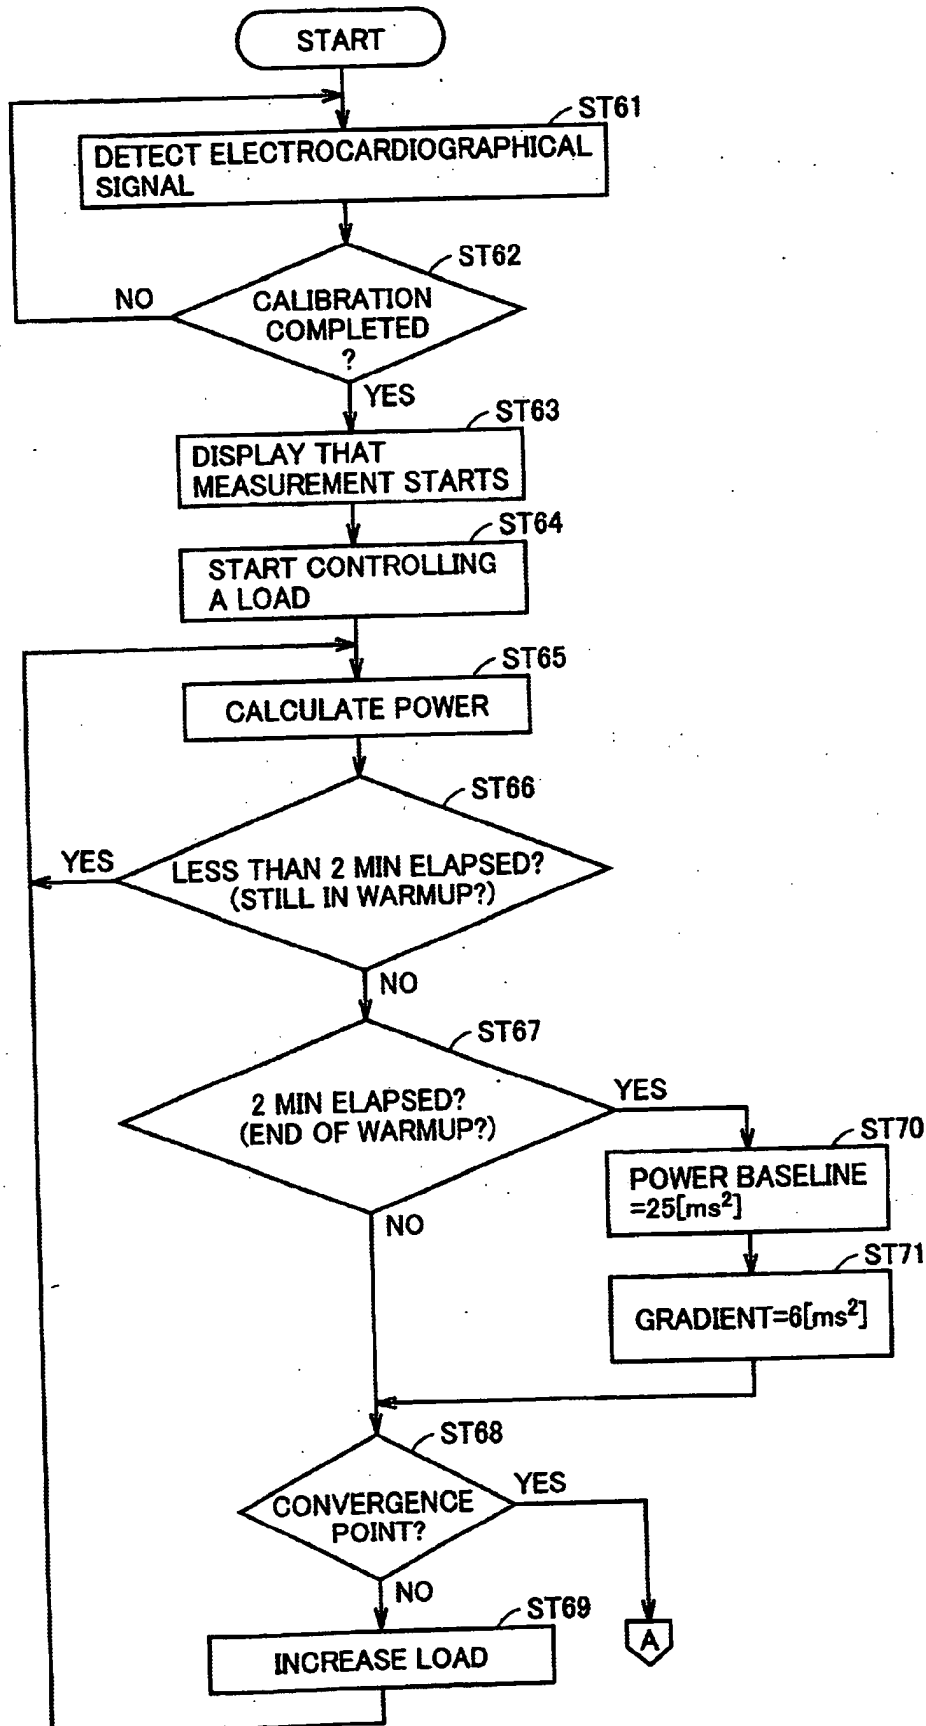 START
ST61
DETECT ELECTROCARDIOGRAPHICAL
SIGNAL
ST62
NO
CALIBRATION
COMPLETED
?
YES
ST63
DISPLAY THAT
MEASUREMENT STARTS
ST64
START CONTROLLING
A LOAD
ST65
CALCULATE POWER
ST66
YES
LESS THAN 2 MIN ELAPSED?
(STILL IN WARMUP?)
NO
ST67
2 MIN ELAPSED?
(END OF WARMUP?)
YES
ST70
POWER BASELINE
=25[ms²]
NO
ST71
GRADIENT=6[ms²]
ST68
CONVERGENCE
POINT?
YES
NO
ST69
INCREASE LOAD
A